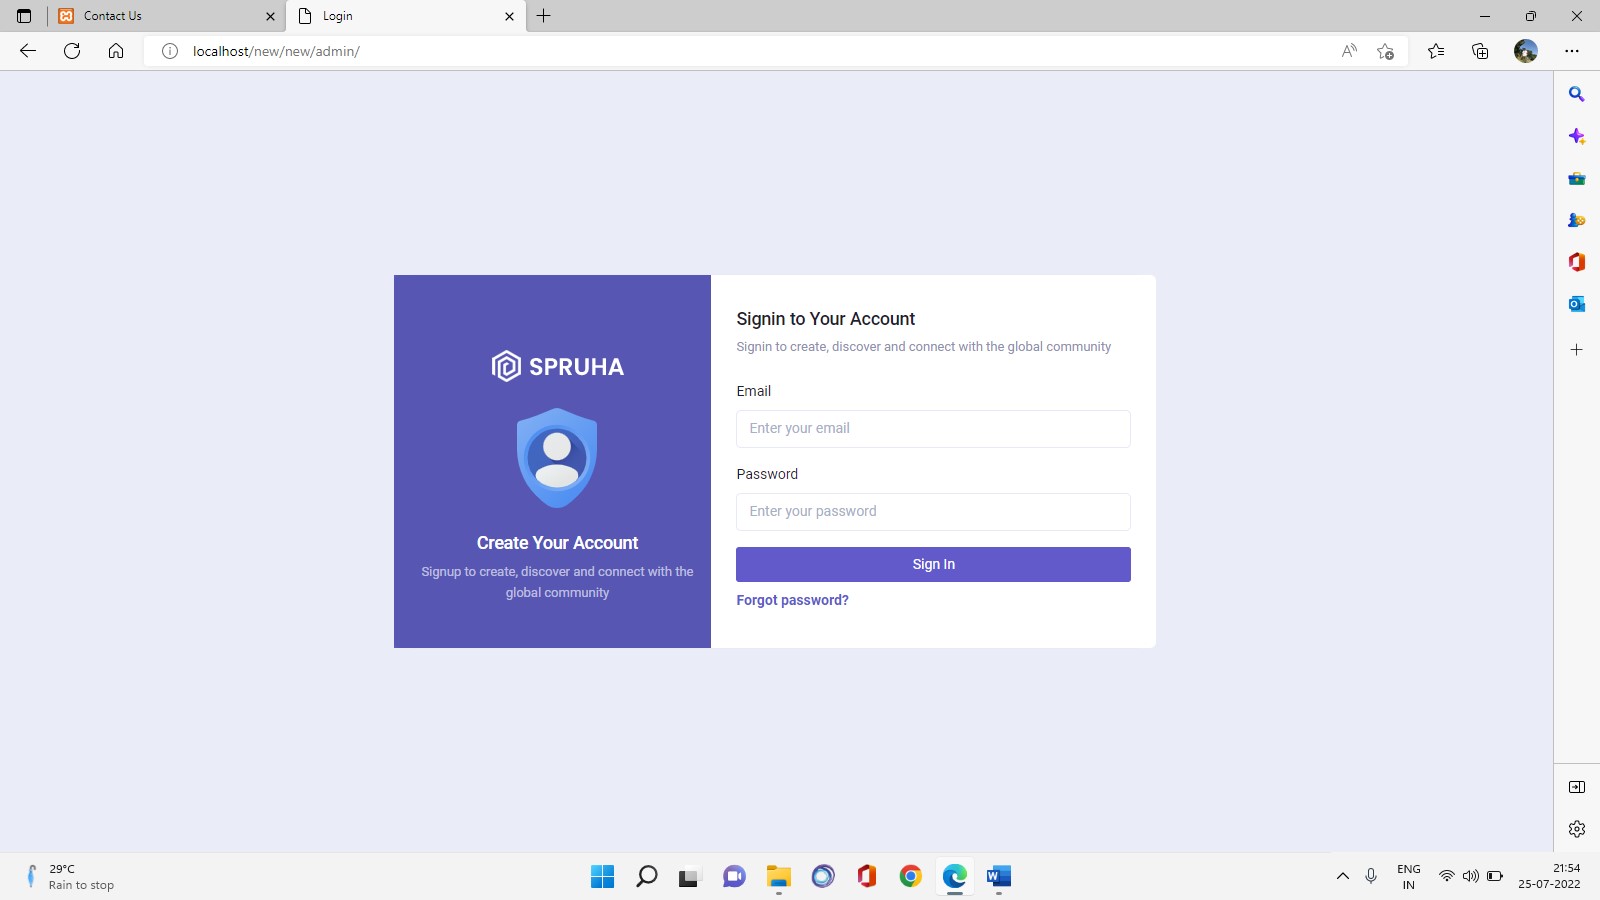 Contact Us
Login
localhost/new/new/admin/
SPRUHA
Create Your Account
Signup to create, discover and connect with the
global community
Signin to Your Account
Signin to create, discover and connect with the global community
Email
Enter your email
Password
Enter your password
Sign In
Forgot password?
29°C
Rain to stop
ENG
IN
21:54
25-07-2022